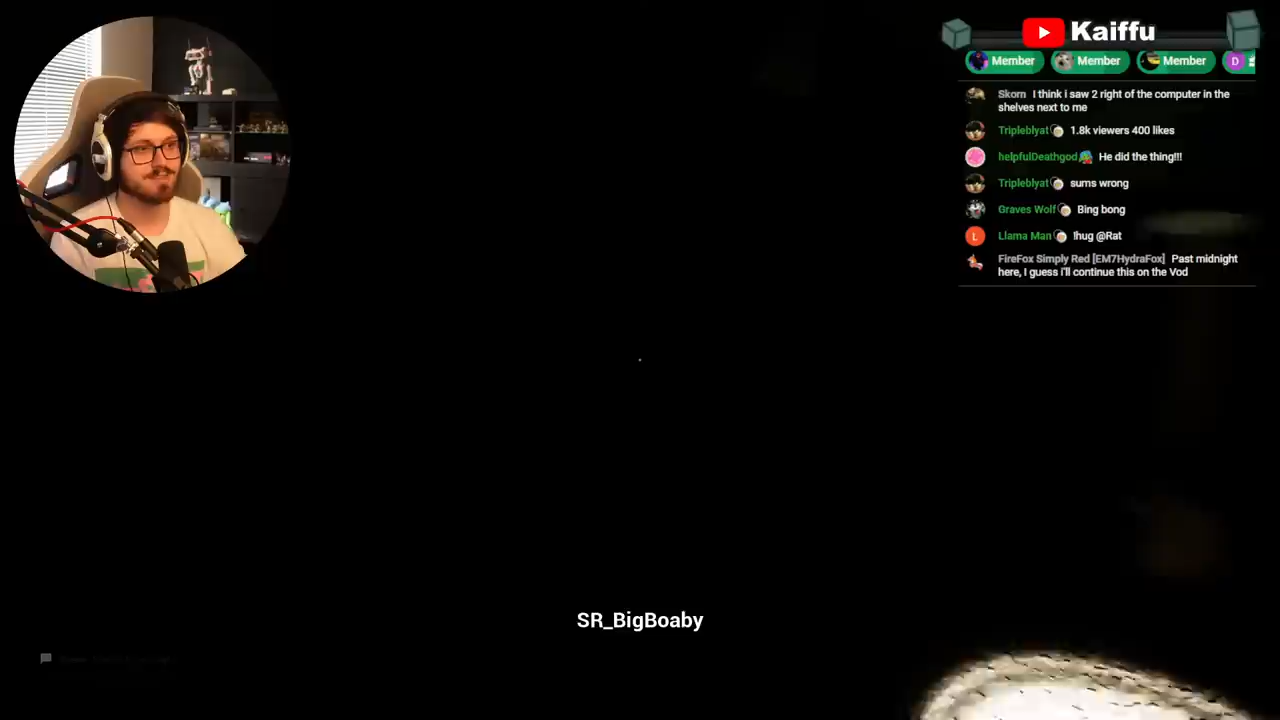 Kaiffu
Member
Member
Member
D
Skorn I think i saw 2 right of the computer in the
shelves next to me
Tripleblyat 1.8k viewers 400 likes
helpfulDeathgod He did the thing!!!
Tripleblyat sums wrong
Graves Wolf Bing bong
L
Llama Man !hug @Rat
FireFox Simply Red [EM7HydraFox] Past midnight
here, I guess i'll continue this on the Vod
SR_BigBoaby